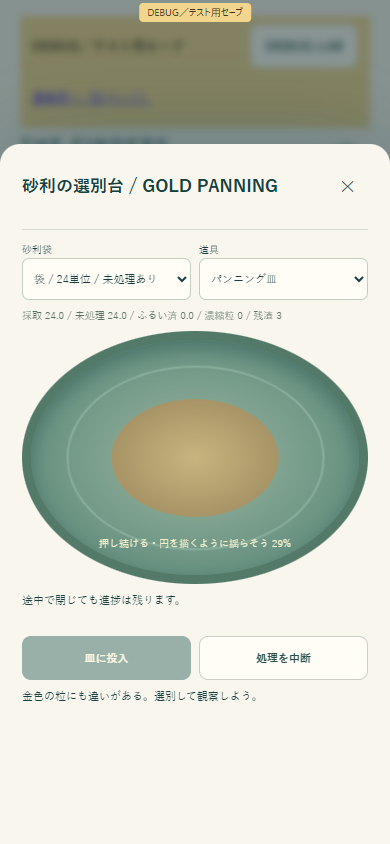 DEBUG／テスト用セーブ
砂利の選別台 / GOLD PANNING
砂利袋
道具
袋 / 24単位 / 未処理あり
パンニング皿
採取 24.0 / 未処理 24.0 / ふるい済 0.0 / 濃縮粒 0 / 残渣 3
押し続ける・円を描くように揺らそう 29%
途中で閉じても進捗は残ります。
皿に投入
処理を中断
金色の粒にも違いがある。選別して観察しよう。